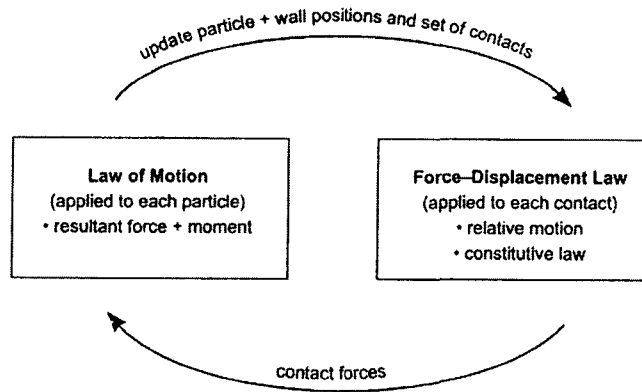 update particle + wall positions and set of contacts
Law of Motion
(applied to each particle)
• resultant force + moment
Force–Displacement Law
(applied to each contact)
• relative motion
• constitutive law
contact forces